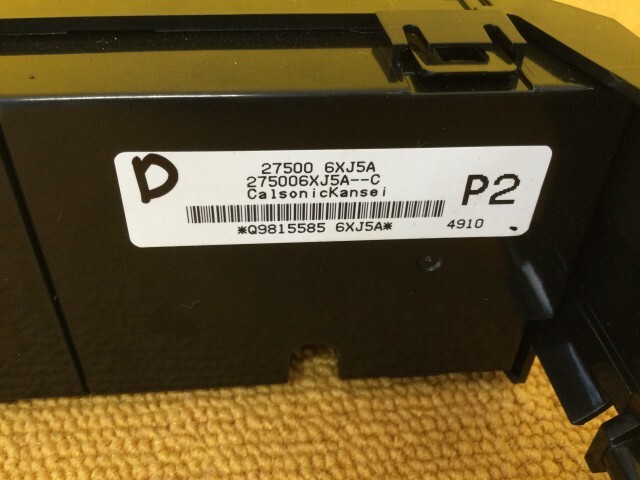 D
27500 6XJ5A
275006XJ5A--C
CalsonicKansei
P2
*Q9815585 6XJ5A*
4910